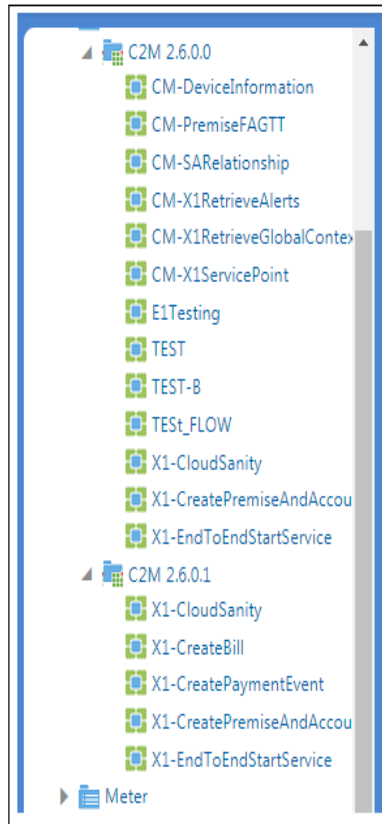 C2M 2.6.0.0
CM-DeviceInformation
CM-PremiseFAGTT
CM-SARelationship
CM-X1RetrieveAlerts
CM-X1RetrieveGlobalContex
CM-X1ServicePoint
E1Testing
TEST
TEST-B
TESt_FLOW
X1-CloudSanity
X1-CreatePremiseAndAccou
X1-EndToEndStartService
C2M 2.6.0.1
X1-CloudSanity
X1-CreateBill
X1-CreatePaymentEvent
X1-CreatePremiseAndAccou
X1-EndToEndStartService
Meter